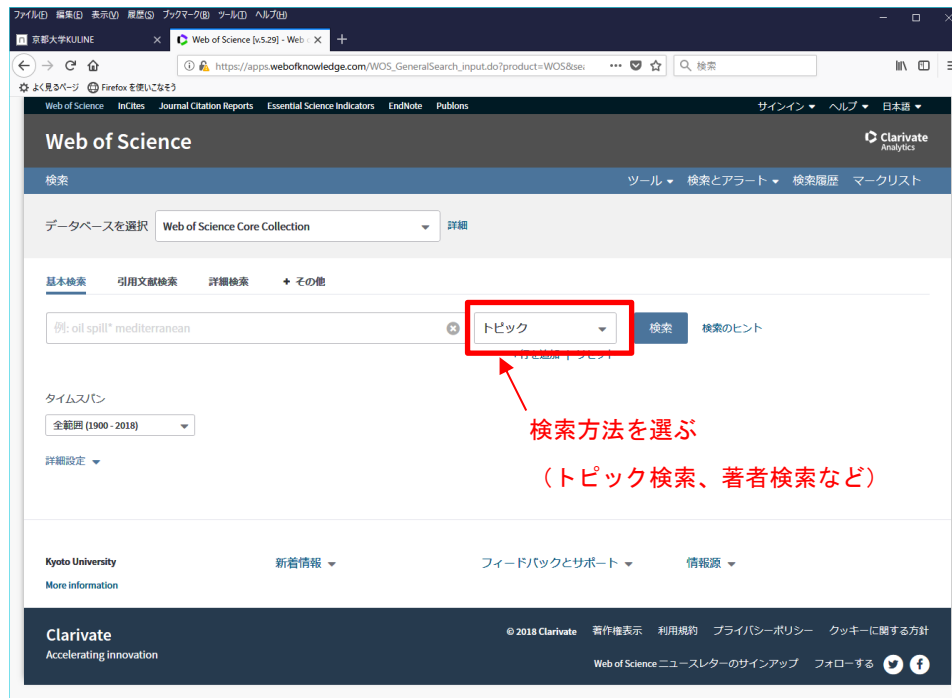 ファイル(F) 編集(E) 表示(V) 履歴(S) ブックマーク(B) ツール(T) ヘルプ(H)
京都大学KULINE Web of Science [v.5.29] - Web
https://apps.webofknowledge.com/WOS_GeneralSearch_input.do?product=WOS&sea 検索
よく見るページ Firefox を使いこなそう
Web of Science InCites Journal Citation Reports Essential Science Indicators EndNote Publons サインイン ヘルプ 日本語
Web of Science Clarivate
Analytics
検索 ツール 検索とアラート 検索履歴 マークリスト
データベースを選択 Web of Science Core Collection 詳細
基本検索 引用文献検索 詳細検索 + その他
例: oil spill* mediterranean トピック 検索 検索のヒント
タイムスパン
全範囲 (1900 - 2018)
検索方法を選ぶ
詳細設定
(トピック検索、著者検索など)
Kyoto University 新着情報 フィードバックとサポート 情報源
More information
Clarivate © 2018 Clarivate 著作権表示 利用規約 プライバシーポリシー クッキーに関する方針
Accelerating innovation
Web of Science ニュースレターのサインアップ フォローする